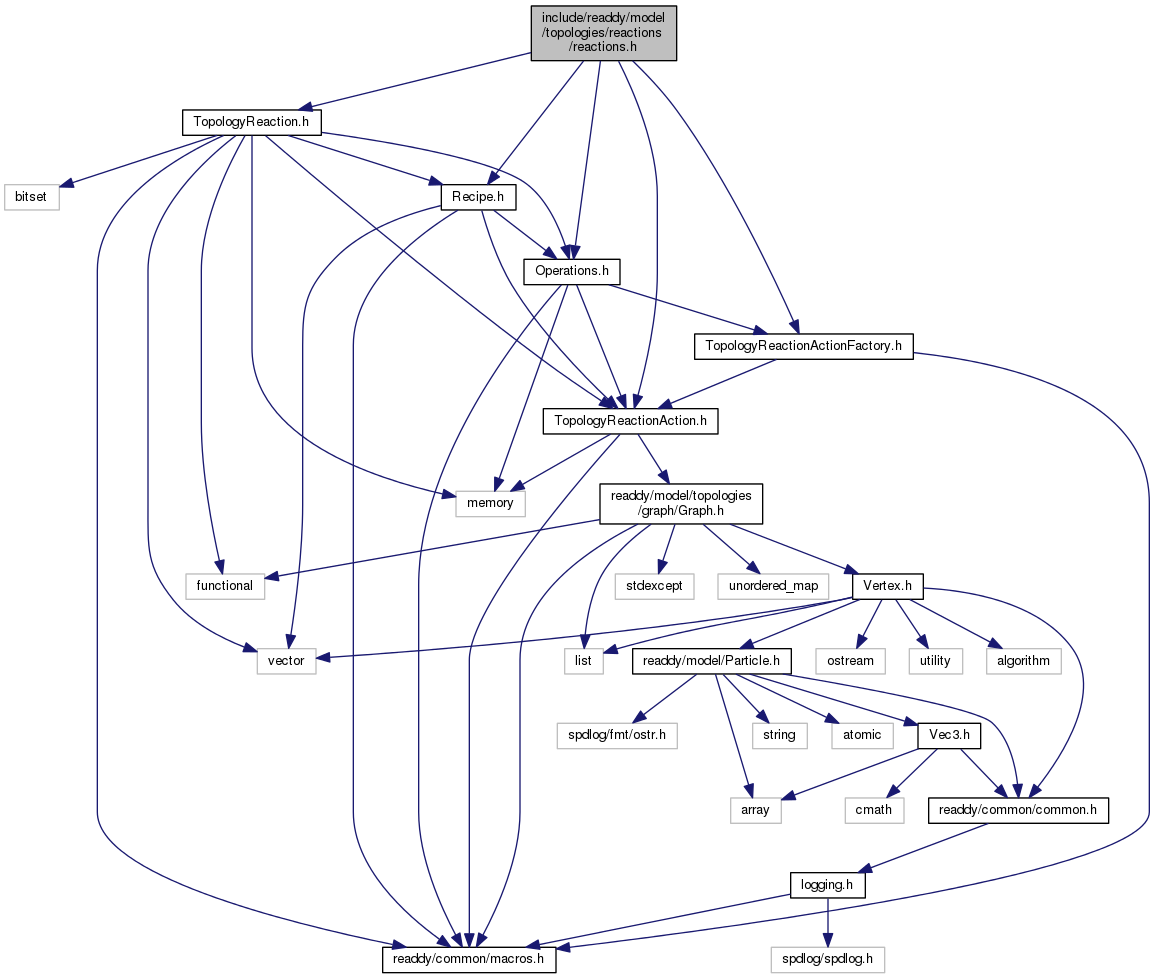 include/readdy/model
/topologies/reactions
/reactions.h
TopologyReaction.h
bitset
Recipe.h
Operations.h
TopologyReactionActionFactory.h
TopologyReactionAction.h
memory
readdy/model/topologies
/graph/Graph.h
functional
stdexcept
unordered_map
Vertex.h
vector
list
readdy/model/Particle.h
ostream
utility
algorithm
spdlog/fmt/ostr.h
string
atomic
Vec3.h
array
cmath
readdy/common/common.h
logging.h
readdy/common/macros.h
spdlog/spdlog.h